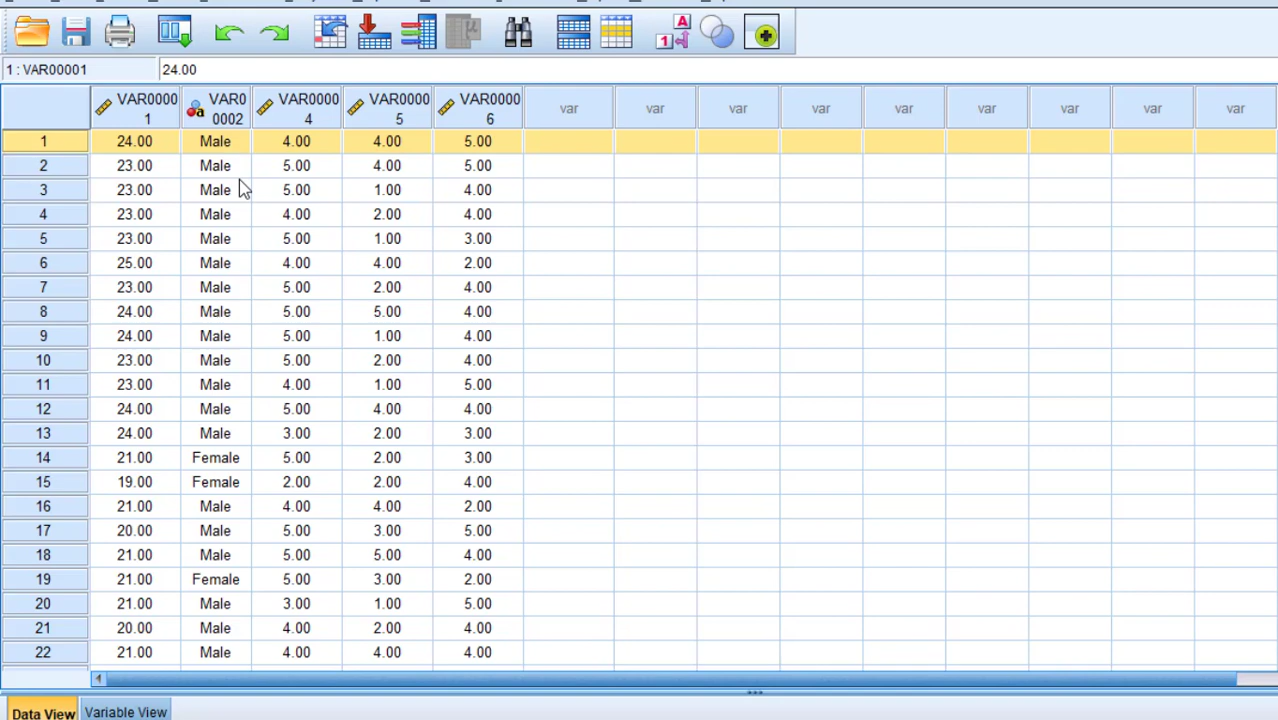 1 : VAR00001 24.00
VAR0000 VAR0 VAR0000 VAR0000 VAR0000 var var var var var var var var var
1 0002 4 5 6
1 24.00 Male 4.00 4.00 5.00
2 23.00 Male 5.00 4.00 5.00
3 23.00 Male 5.00 1.00 4.00
4 23.00 Male 4.00 2.00 4.00
5 23.00 Male 5.00 1.00 3.00
6 25.00 Male 4.00 4.00 2.00
7 23.00 Male 5.00 2.00 4.00
8 24.00 Male 5.00 5.00 4.00
9 24.00 Male 5.00 1.00 4.00
10 23.00 Male 5.00 2.00 4.00
11 23.00 Male 4.00 1.00 5.00
12 24.00 Male 5.00 4.00 4.00
13 24.00 Male 3.00 2.00 3.00
14 21.00 Female 5.00 2.00 3.00
15 19.00 Female 2.00 2.00 4.00
16 21.00 Male 4.00 4.00 2.00
17 20.00 Male 5.00 3.00 5.00
18 21.00 Male 5.00 5.00 4.00
19 21.00 Female 5.00 3.00 2.00
20 21.00 Male 3.00 1.00 5.00
21 20.00 Male 4.00 2.00 4.00
22 21.00 Male 4.00 4.00 4.00
Data View Variable View